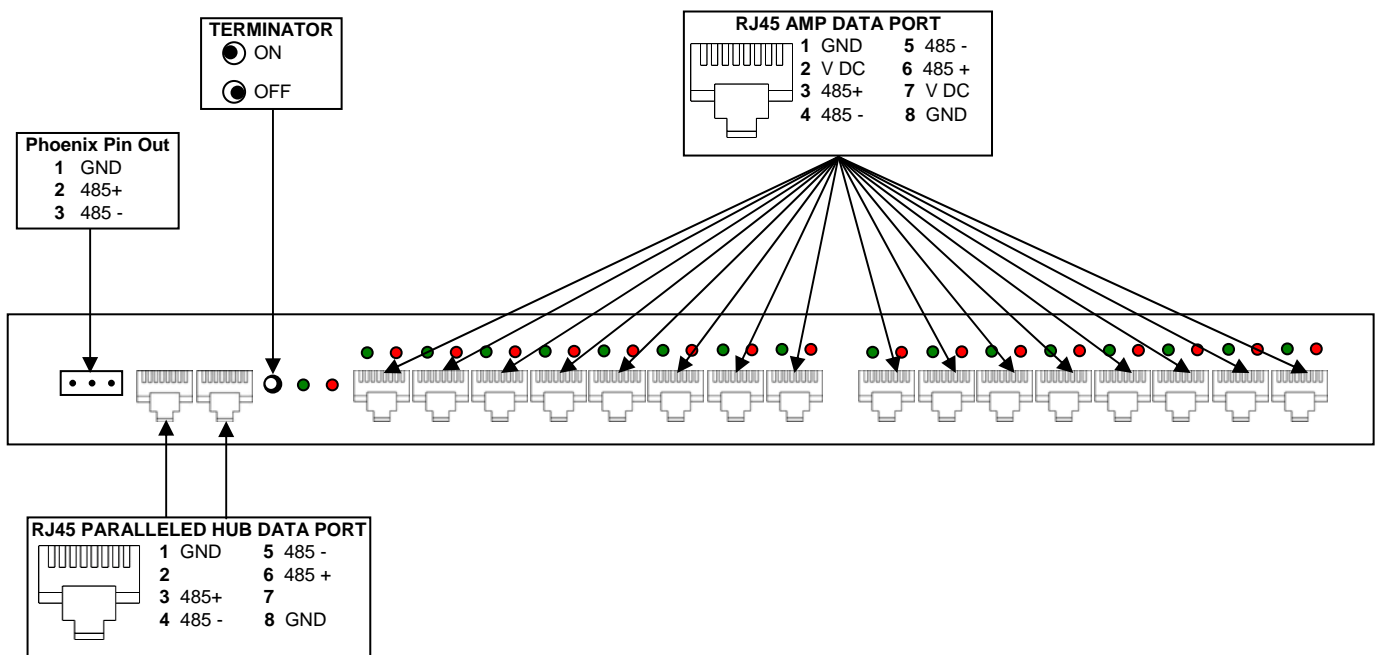 TERMINATOR
ON
OFF
RJ45 AMP DATA PORT
1 GND 5 485 -
2 V DC 6 485 +
3 485+ 7 V DC
4 485 - 8 GND
Phoenix Pin Out
1 GND
2 485+
3 485 -
RJ45 PARALLELED HUB DATA PORT
1 GND 5 485 -
2 6 485 +
3 485+ 7
4 485 - 8 GND